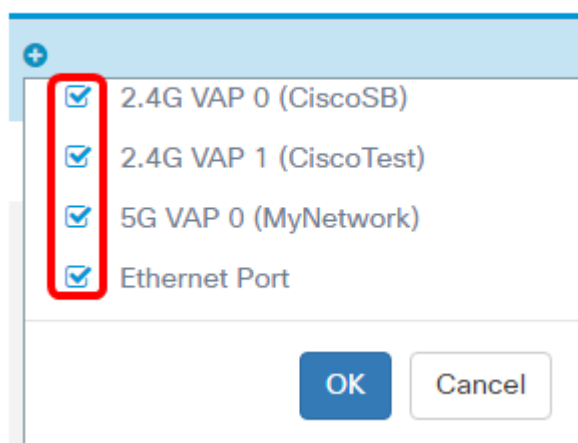 2.4G VAP 0 (CiscoSB)
2.4G VAP 1 (CiscoTest)
5G VAP 0 (MyNetwork)
Ethernet Port
OK Cancel